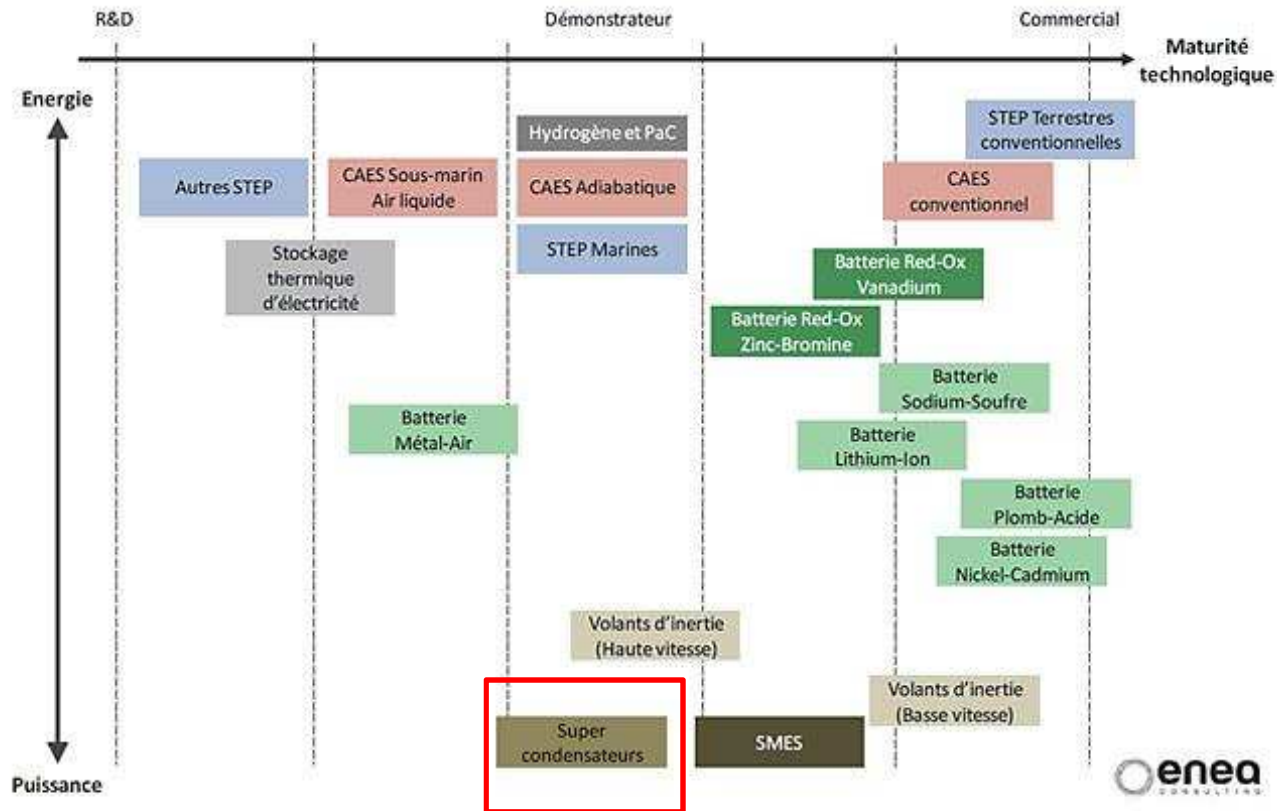 R&D
Démonstrateur
Commercial
Maturité
technologique
Energie
Hydrogène et PaC
STEP Terrestres
conventionnelles
Autres STEP
CAES Sous-marin
Air liquide
CAES Adiabatique
CAES
conventionnel
STEP Marines
Stockage
thermique
d'électricité
Batterie Red-Ox
Vanadium
Batterie Red-Ox
Zinc-Bromine
Batterie
Sodium-Soufre
Batterie
Métal-Air
Batterie
Lithium-Ion
Batterie
Plomb-Acide
Batterie
Nickel-Cadmium
Volants d'inertie
(Haute vitesse)
Volants d'inertie
(Basse vitesse)
Super
condensateurs
SMES
Puissance
enea
CONSULTING